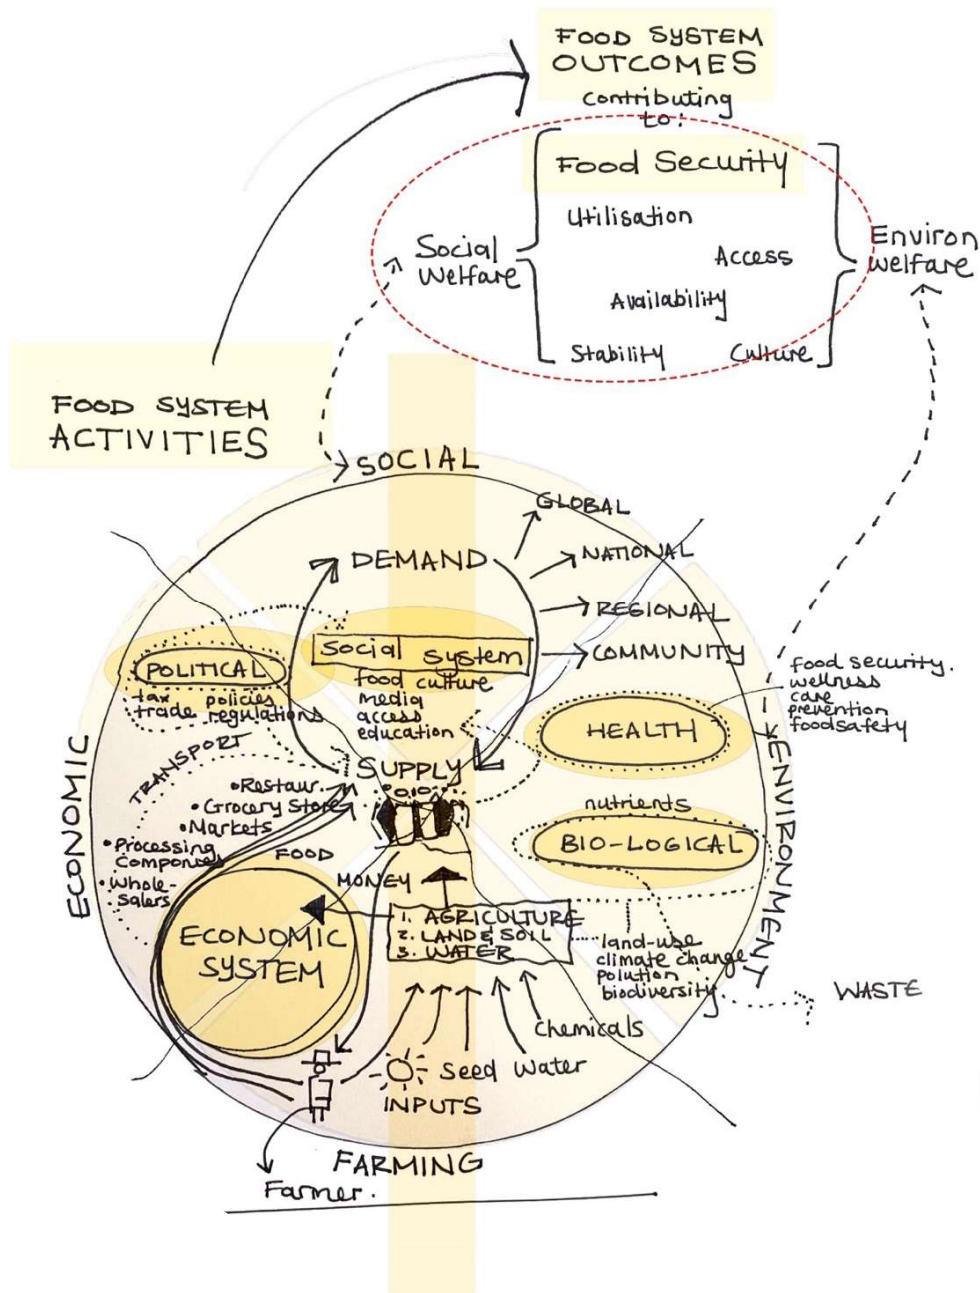 FOOD SYSTEM
OUTCOMES
contributing
to:
Food Security
Utilisation
Access
Availability
Stability Culture
Social
Welfare
Environ
Welfare
FOOD SYSTEM
ACTIVITIES
SOCIAL
GLOBAL
NATIONAL
REGIONAL
COMMUNITY
DEMAND
Social System
food culture
media
access
education
POLITICAL
tax policies
trade regulations
TRANSPORT
SUPPLY
•Restaur.
•Grocery Store
•Markets
•Processing
Companies
•Whole-
salers
ECONOMIC
FOOD
MONEY
ECONOMIC
SYSTEM
1. AGRICULTURE
2. LAND & SOIL
3. WATER
HEALTH
food security.
wellness
care
prevention
foodsafety
nutrients
BIO-LOGICAL
ENVIRONMENT
land-use
climate change
polution
biodiversity
WASTE
Chemicals
Seed Water
INPUTS
FARMING
Farmer.